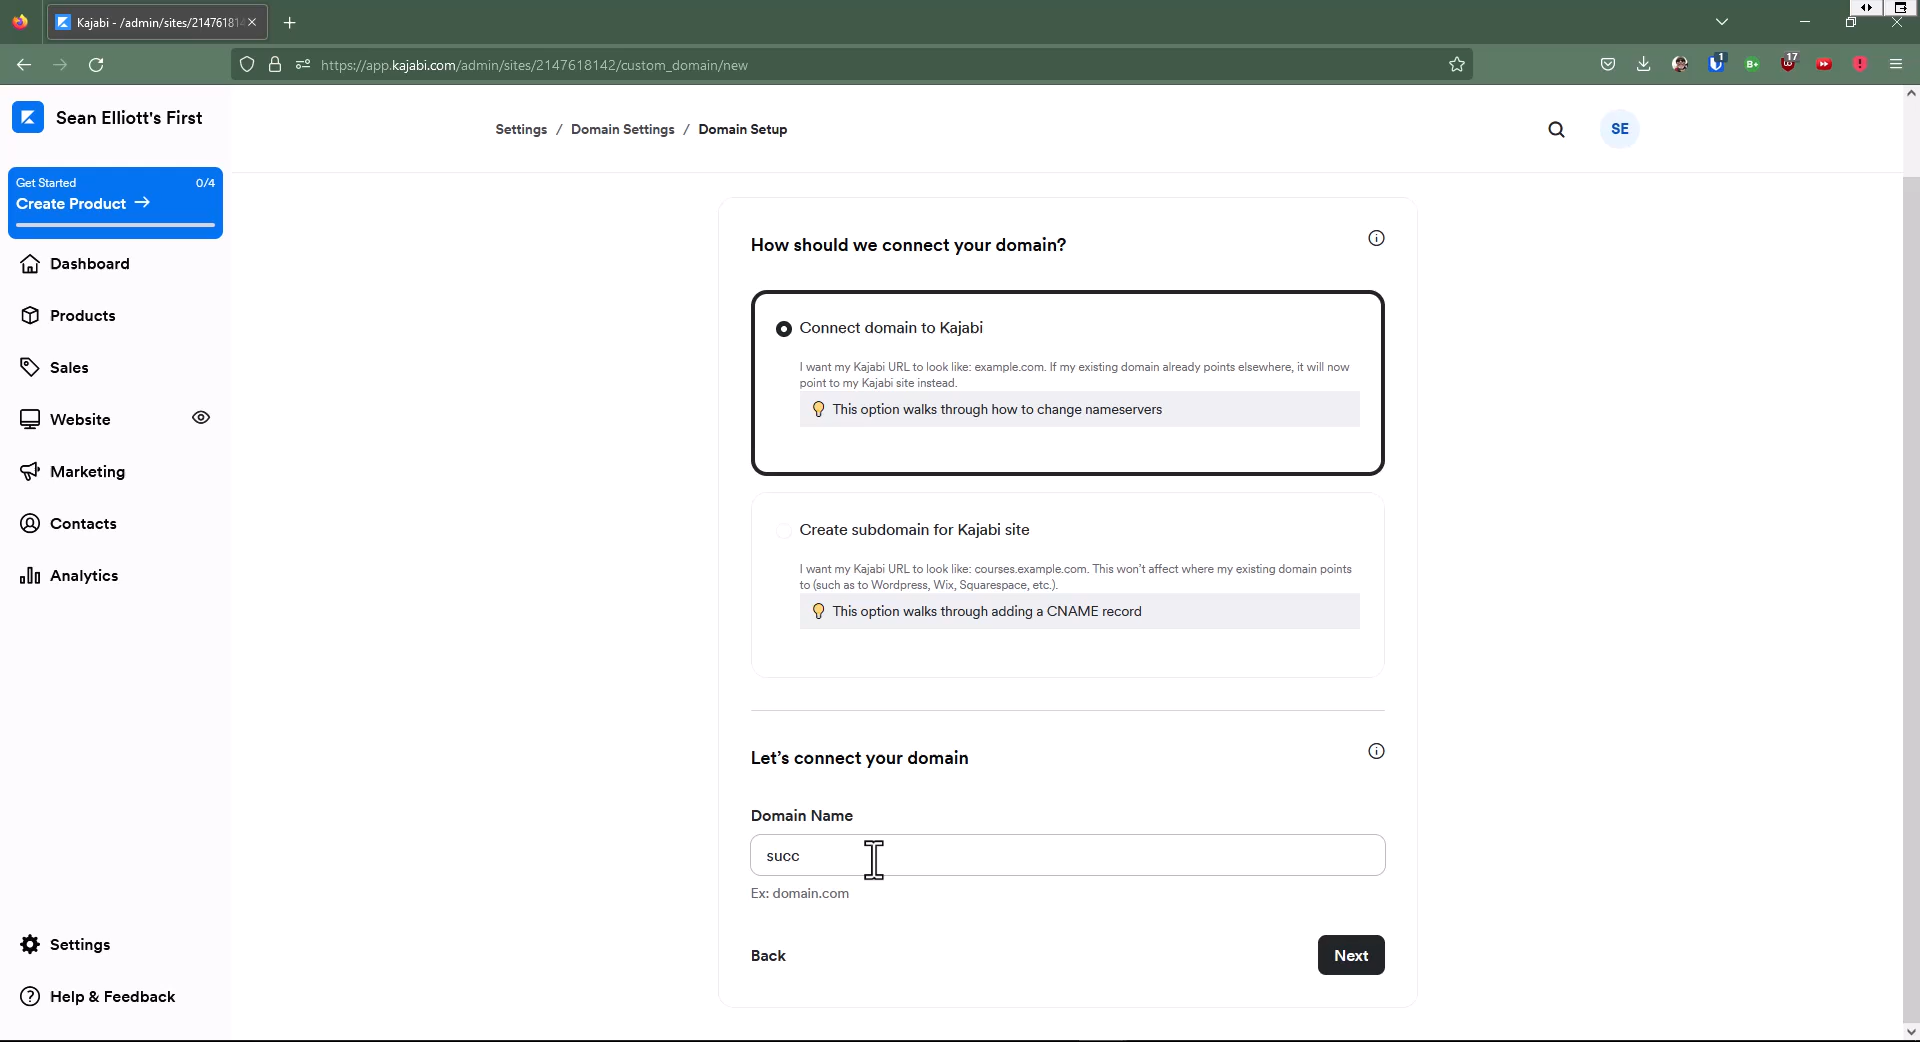 Kajabi - /admin/sites/21476181
https://app.kajabi.com/admin/sites/2147618142/custom_domain/new
1
B+
17
Sean Elliott's First
Settings / Domain Settings / Domain Setup
SE
Get Started 0/4
Create Product →
Dashboard
Products
Sales
Website
Marketing
Contacts
Analytics
Settings
Help & Feedback
How should we connect your domain?
Connect domain to Kajabi
I want my Kajabi URL to look like: example.com. If my existing domain already points elsewhere, it will now
point to my Kajabi site instead.
This option walks through how to change nameservers
Create subdomain for Kajabi site
I want my Kajabi URL to look like: courses.example.com. This won't affect where my existing domain points
to (such as to Wordpress, Wix, Squarespace, etc.).
This option walks through adding a CNAME record
Let's connect your domain
Domain Name
succ
Ex: domain.com
Back
Next